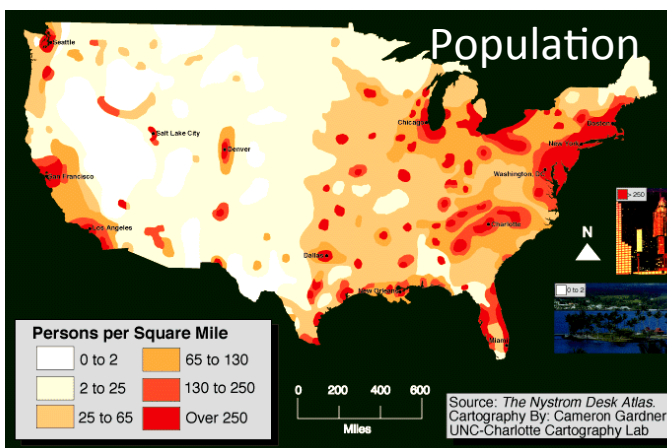 Population
Seattle
Salt Lake City
Denver
San Francisco
Los Angeles
Chicago
Boston
New York
Washington, DC
Charlotte
Dallas
New Orleans
Miami
N
> 250
0 to 2
Persons per Square Mile
0 to 2
65 to 130
2 to 25
130 to 250
25 to 65
Over 250
0 200 400 600
Miles
Source: The Nystrom Desk Atlas.
Cartography By: Cameron Gardner
UNC-Charlotte Cartography Lab